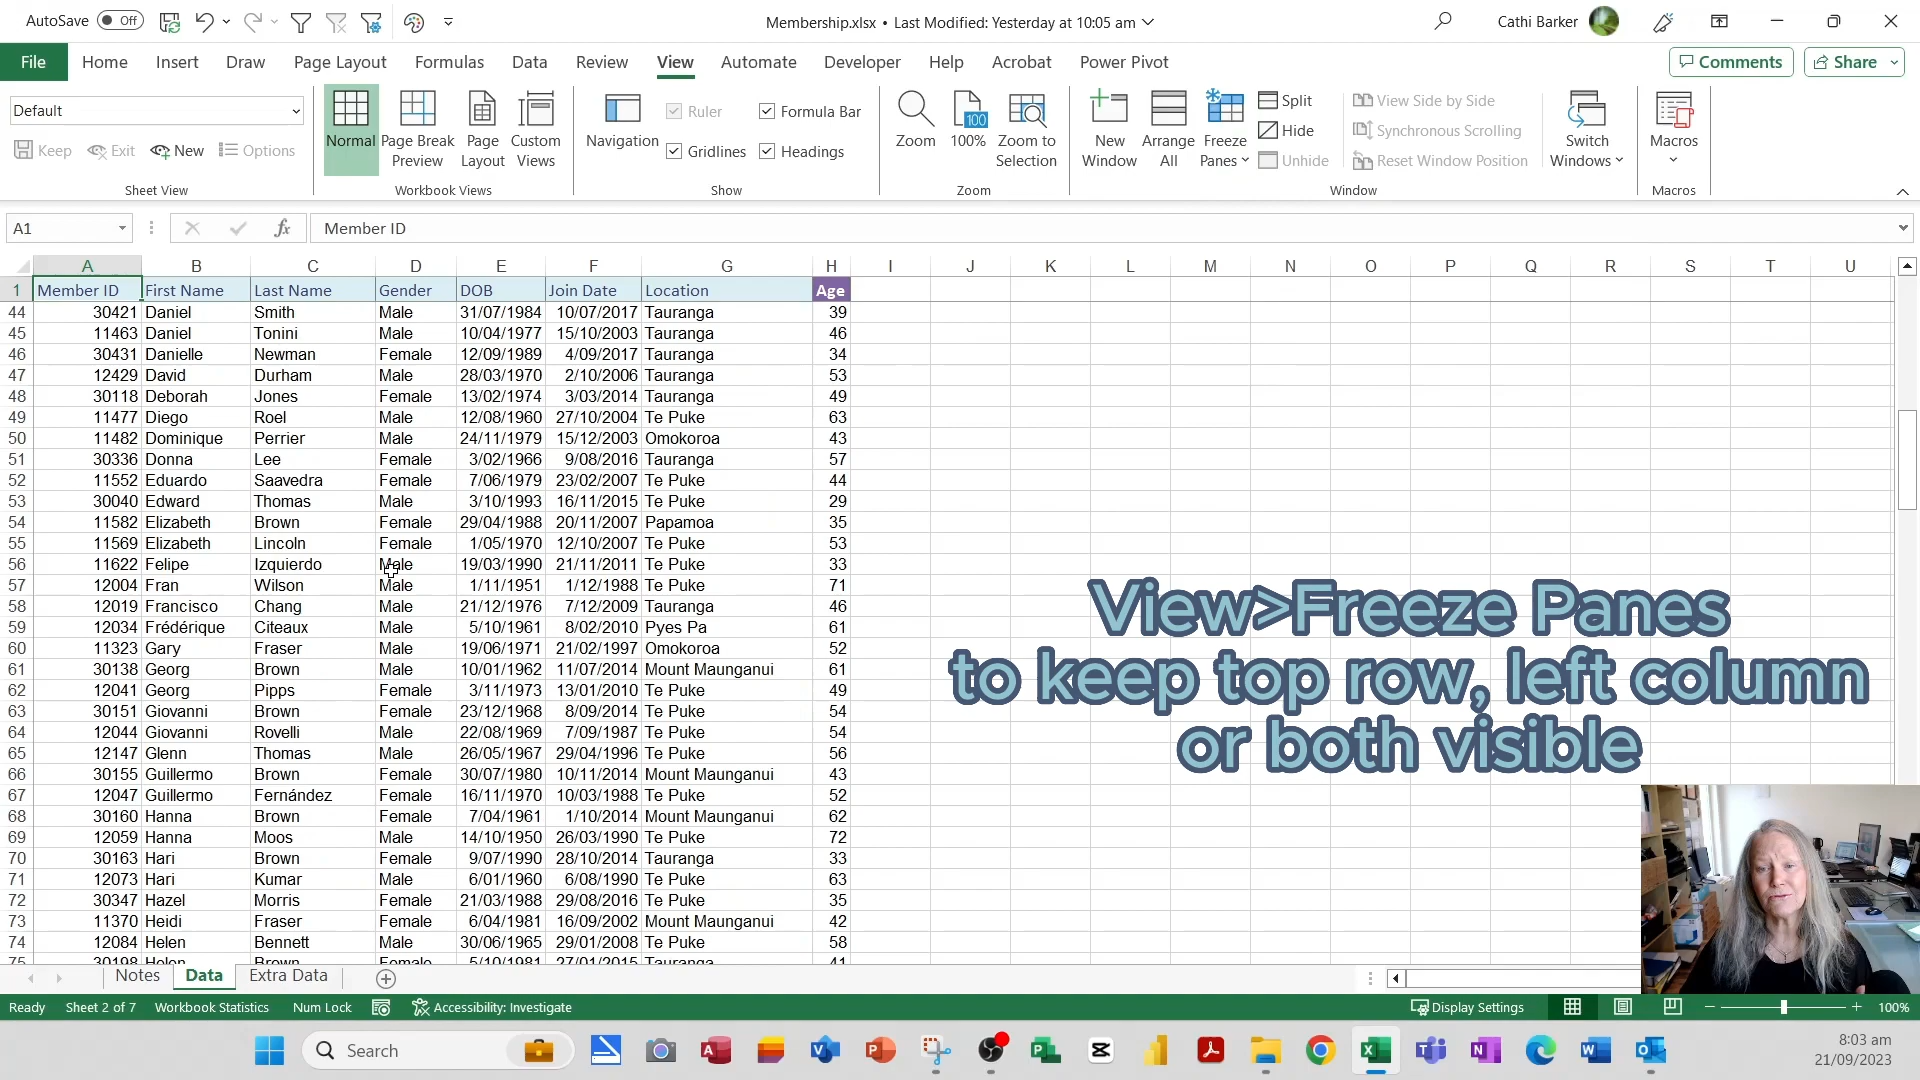 AutoSave Off
Membership.xlsx • Last Modified: Yesterday at 10:05 am
Cathi Barker
File Home Insert Draw Page Layout Formulas Data Review View Automate Developer Help Acrobat Power Pivot
Comments Share
Default
Keep Exit New Options
Sheet View
Normal
Page Break Preview
Page Layout
Custom Views
Workbook Views
Navigation
Ruler Formula Bar
Gridlines Headings
Show
Zoom
100
100%
Zoom to Selection
Zoom
New Window
Arrange All
Freeze Panes
Split
Hide
Unhide
View Side by Side
Synchronous Scrolling
Reset Window Position
Switch Windows
Window
Macros
Macros
A1 fx Member ID
A B C D E F G H I J K L M N O P Q R S T U
1 Member ID First Name Last Name Gender DOB Join Date Location Age
44 30421 Daniel Smith Male 31/07/1984 10/07/2017 Tauranga 39
45 11463 Daniel Tonini Male 10/04/1977 15/10/2003 Tauranga 46
46 30431 Danielle Newman Female 12/09/1989 4/09/2017 Tauranga 34
47 12429 David Durham Male 28/03/1970 2/10/2006 Tauranga 53
48 30118 Deborah Jones Female 13/02/1974 3/03/2014 Tauranga 49
49 11477 Diego Roel Male 12/08/1960 27/10/2004 Te Puke 63
50 11482 Dominique Perrier Male 24/11/1979 15/12/2003 Omokoroa 43
51 30336 Donna Lee Female 3/02/1966 9/08/2016 Tauranga 57
52 11552 Eduardo Saavedra Female 7/06/1979 23/02/2007 Te Puke 44
53 30040 Edward Thomas Male 3/10/1993 16/11/2015 Te Puke 29
54 11582 Elizabeth Brown Female 29/04/1988 20/11/2007 Papamoa 35
55 11569 Elizabeth Lincoln Female 1/05/1970 12/10/2007 Te Puke 53
56 11622 Felipe Izquierdo Male 19/03/1990 21/11/2011 Te Puke 33
57 12004 Fran Wilson Male 1/11/1951 1/12/1988 Te Puke 71
58 12019 Francisco Chang Male 21/12/1976 7/12/2009 Tauranga 46
59 12034 Frédérique Citeaux Male 5/10/1961 8/02/2010 Pyes Pa 61
60 11323 Gary Fraser Male 19/06/1971 21/02/1997 Omokoroa 52
61 30138 Georg Brown Male 10/01/1962 11/07/2014 Mount Maunganui 61
62 12041 Georg Pipps Female 3/11/1973 13/01/2010 Te Puke 49
63 30151 Giovanni Brown Female 23/12/1968 8/09/2014 Te Puke 54
64 12044 Giovanni Rovelli Male 22/08/1969 7/09/1987 Te Puke 54
65 12147 Glenn Thomas Male 26/05/1967 29/04/1996 Te Puke 56
66 30155 Guillermo Brown Female 30/07/1980 10/11/2014 Mount Maunganui 43
67 12047 Guillermo Fernández Female 16/11/1970 10/03/1988 Te Puke 52
68 30160 Hanna Brown Female 7/04/1961 1/10/2014 Mount Maunganui 62
69 12059 Hanna Moos Male 14/10/1950 26/03/1990 Te Puke 72
70 30163 Hari Brown Female 9/07/1990 28/10/2014 Tauranga 33
71 12073 Hari Kumar Male 6/01/1960 6/08/1990 Te Puke 63
72 30347 Hazel Morris Female 21/03/1988 29/08/2016 Te Puke 35
73 11370 Heidi Fraser Female 6/04/1981 16/09/2002 Mount Maunganui 42
74 12084 Helen Bennett Male 30/06/1965 29/01/2008 Te Puke 58
75 30198 Helen Brown Female 5/10/1981 27/01/2015 Tauranga 41
View>Freeze Panes
to keep top row, left column
or both visible
Notes Data Extra Data
Ready Sheet 2 of 7 Workbook Statistics Num Lock Accessibility: Investigate Display Settings 100%
Search
8:03 am
21/09/2023